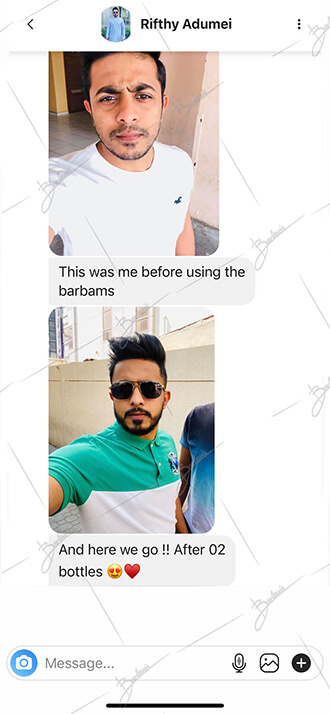 Rifthy Adumei
This was me before using the
barbams
And here we go !! After 02
bottles 😍♥️
Message...